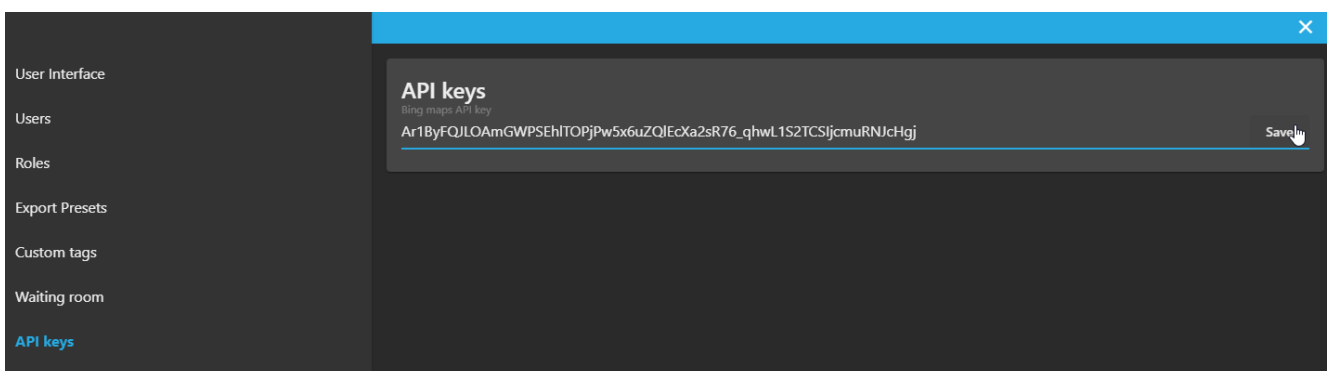 User Interface
Users
Roles
Export Presets
Custom tags
Waiting room
API keys
API keys
Bing maps API key
Ar1ByFQJLOAmGWPSEhlTOPjPw5x6uZQlEcXa2sR76_qhwL1S2TCSIjcmuRNJcHgj
Save